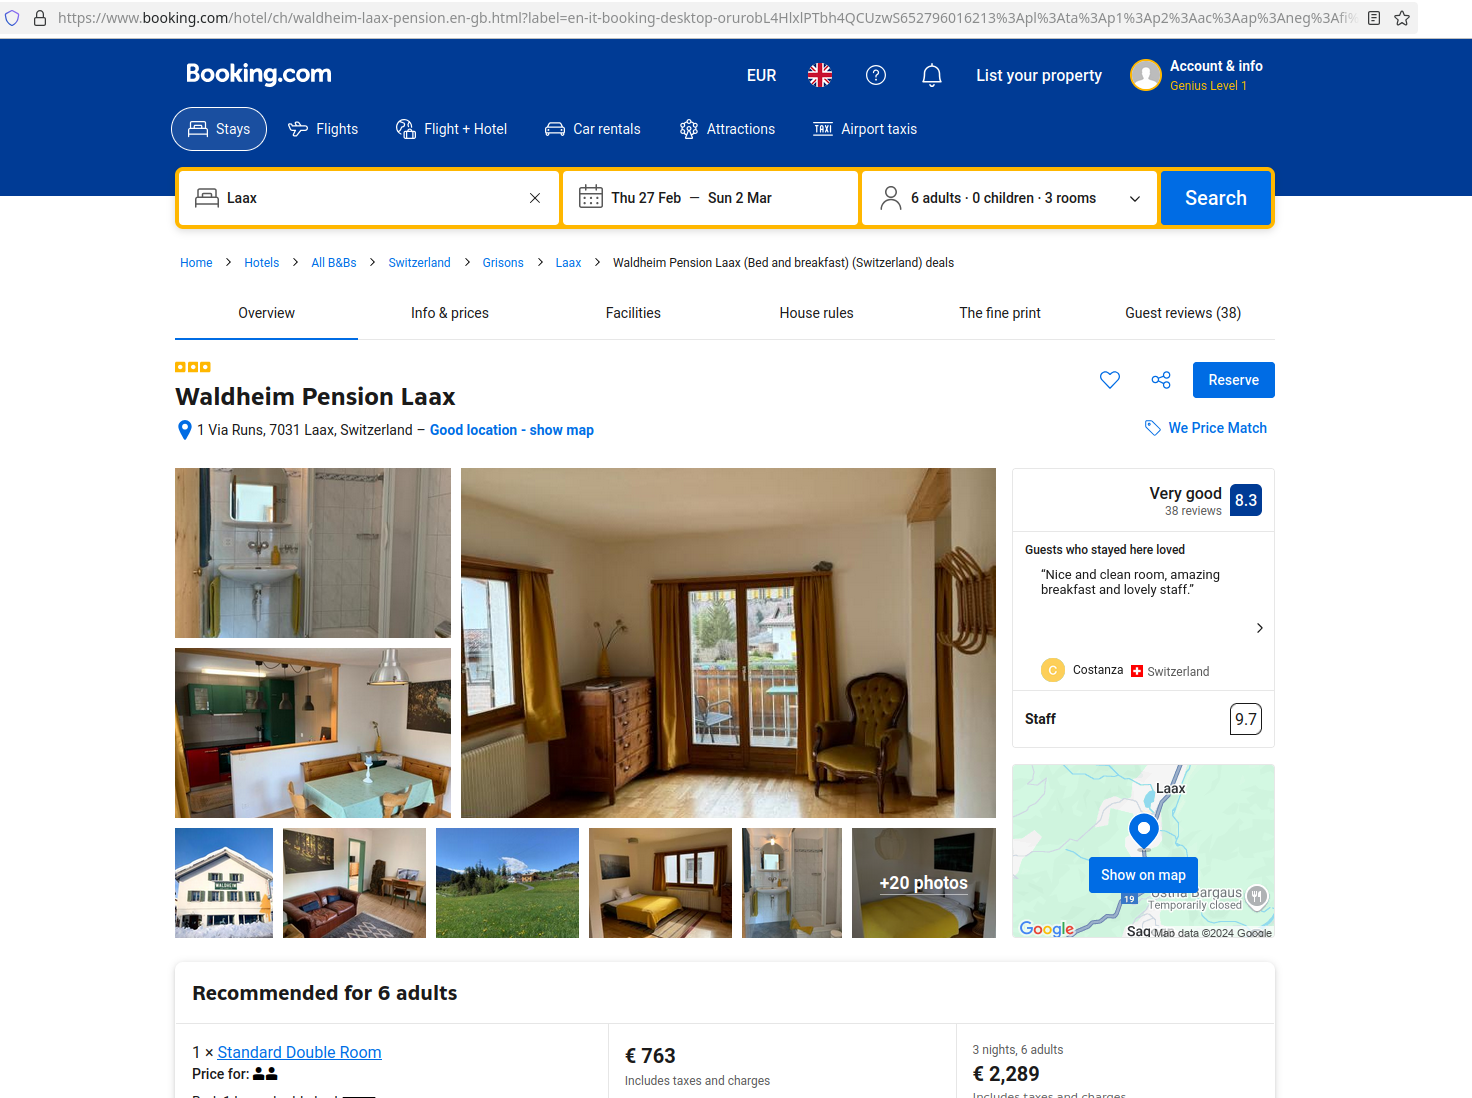 https://www.booking.com/hotel/ch/waldheim-laax-pension.en-gb.html?label=en-it-booking-desktop-orurobL4HlxlPTbh4QCUzwS652796016213%3Apl%3Ata%3Ap1%3Ap2%3Aac%3Aap%3Aneg%3Afi%
Booking.com
EUR
List your property
Account & info
Genius Level 1
Stays
Flights
Flight + Hotel
Car rentals
Attractions
TAXI Airport taxis
Laax
Thu 27 Feb — Sun 2 Mar
6 adults · 0 children · 3 rooms
Search
Home
Hotels
All B&Bs
Switzerland
Grisons
Laax
Waldheim Pension Laax (Bed and breakfast) (Switzerland) deals
Overview
Info & prices
Facilities
House rules
The fine print
Guest reviews (38)
Waldheim Pension Laax
Reserve
1 Via Runs, 7031 Laax, Switzerland – Good location - show map
We Price Match
Very good
8.3
38 reviews
Guests who stayed here loved
“Nice and clean room, amazing
breakfast and lovely staff.”
C
Costanza
Switzerland
Staff
9.7
WALDHEIM
+20 photos
Laax
Show on map
Bargaus
Temporarily closed
19
Google
Map data ©2024 Google
Recommended for 6 adults
1 × Standard Double Room
Price for:
€ 763
Includes taxes and charges
3 nights, 6 adults
€ 2,289
Includes taxes and charges